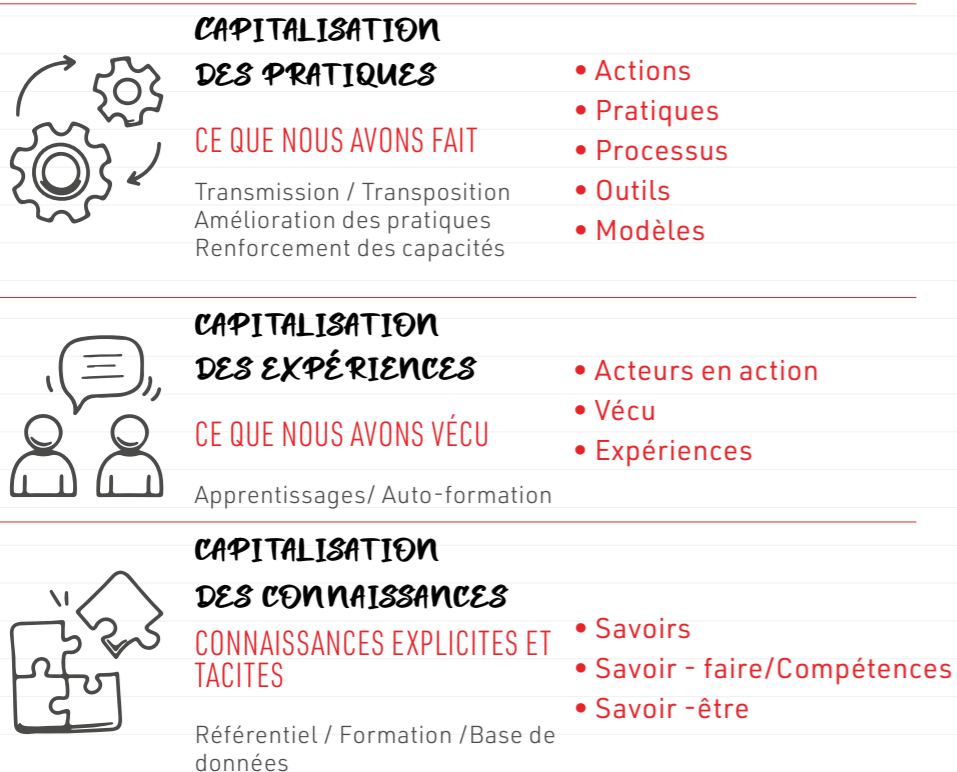 CAPITALISATION
DES PRATIQUES
CE QUE NOUS AVONS FAIT
Transmission / Transposition
Amélioration des pratiques
Renforcement des capacités
• Actions
• Pratiques
• Processus
• Outils
• Modèles
CAPITALISATION
DES EXPÉRIENCES
CE QUE NOUS AVONS VÉCU
Apprentissages/ Auto-formation
• Acteurs en action
• Vécu
• Expériences
CAPITALISATION
DES CONNAISSANCES
CONNAISSANCES EXPLICITES ET
TACITES
Référentiel / Formation /Base de
données
• Savoirs
• Savoir - faire/Compétences
• Savoir -être